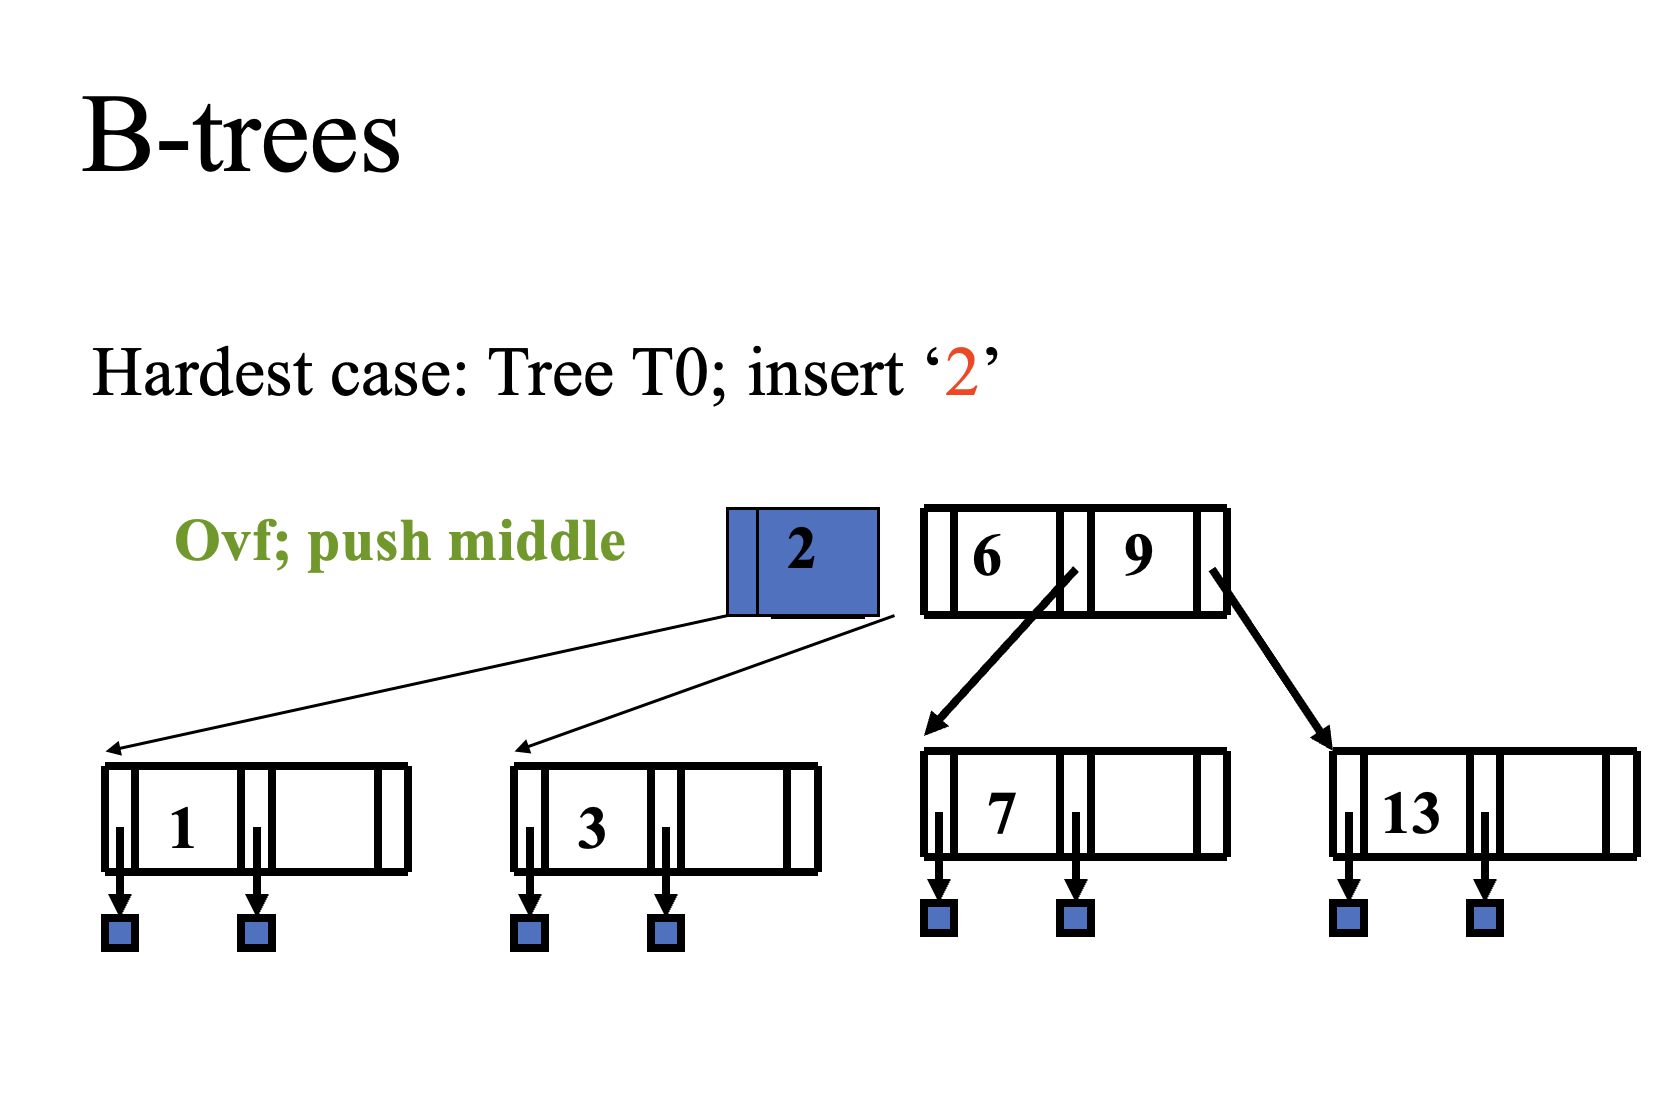 B-trees
Hardest case: Tree T0; insert ‘2’
Ovf; push middle
2
6 9
1
3
7
13